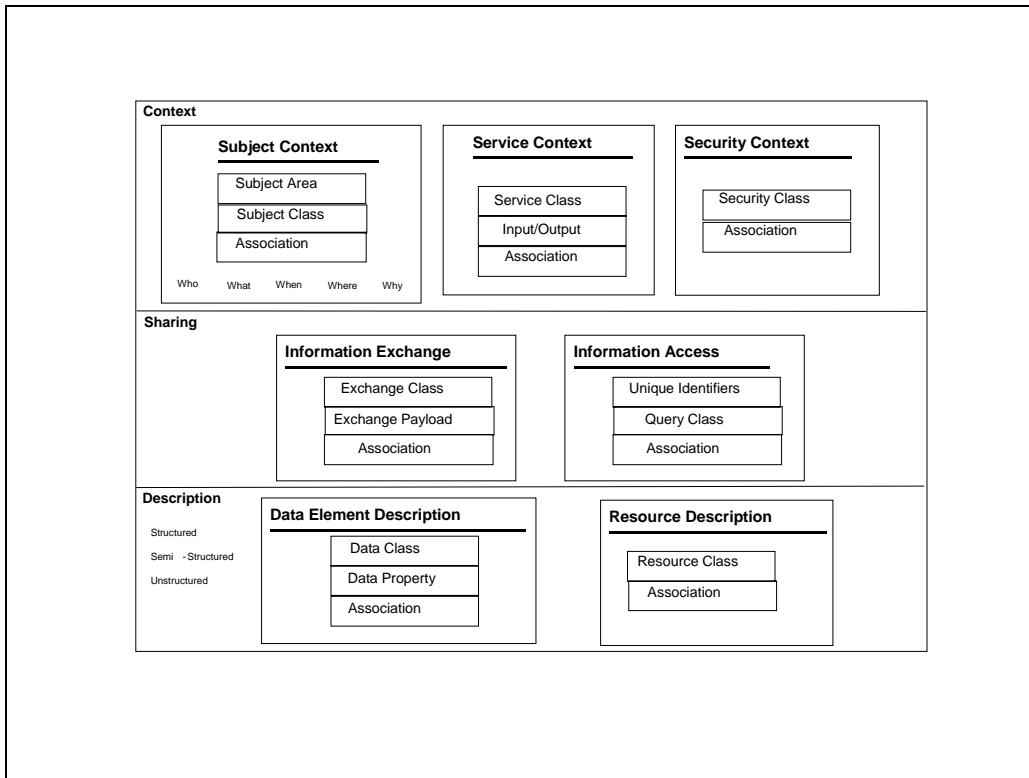 Context
Subject Context
Subject Area
Subject Class
Association
Who What When Where Why
Service Context
Service Class
Input/Output
Association
Security Context
Security Class
Association
Sharing
Information Exchange
Exchange Class
Exchange Payload
Association
Information Access
Unique Identifiers
Query Class
Association
Description
Structured
Semi - Structured
Unstructured
Data Element Description
Data Class
Data Property
Association
Resource Description
Resource Class
Association